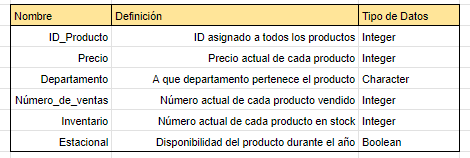 Nombre Definición Tipo de Datos
ID_Producto ID asignado a todos los productos Integer
Precio Precio actual de cada producto Integer
Departamento A que departamento pertenece el producto Character
Número_de_ventas Número actual de cada producto vendido Integer
Inventario Número actual de cada producto en stock Integer
Estacional Disponibilidad del producto durante el año Boolean